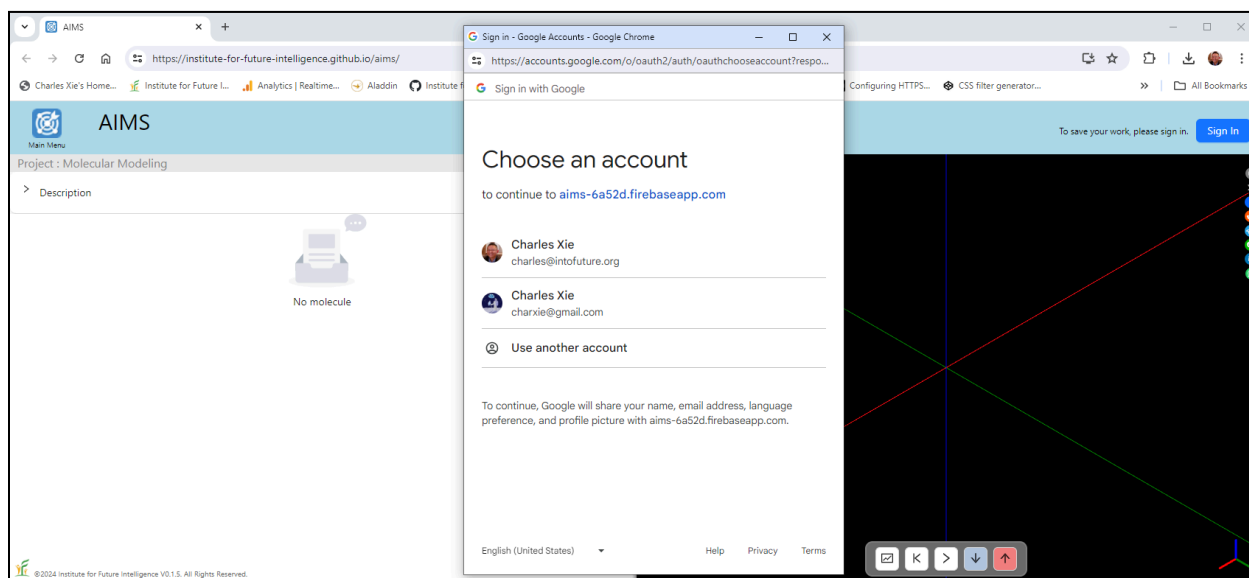 AIMS
Sign in - Google Accounts - Google Chrome
https://institute-for-future-intelligence.github.io/aims/
https://accounts.google.com/o/oauth2/auth/oauthchooseaccount?respo...
Charles Xie's Home... Institute for Future I... Analytics | Realtime... Aladdin Institute f
Configuring HTTPS... CSS filter generator... All Bookmarks
Sign in with Google
AIMS
Main Menu
To save your work, please sign in. Sign In
Project : Molecular Modeling
Description
No molecule
Choose an account
to continue to aims-6a52d.firebaseapp.com
Charles Xie
charles@intofuture.org
Charles Xie
charxie@gmail.com
Use another account
To continue, Google will share your name, email address, language
preference, and profile picture with aims-6a52d.firebaseapp.com.
English (United States) Help Privacy Terms
©2024 Institute for Future Intelligence V0.1.5. All Rights Reserved.